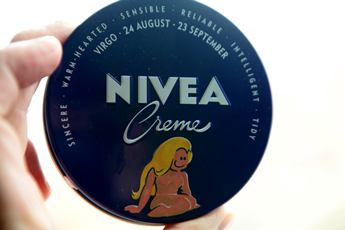 SINCERE · WARM-HEARTED · SENSIBLE · RELIABLE · INTELLIGENT · TIDY
VIRGO · 24 AUGUST - 23 SEPTEMBER
NIVEA
Creme